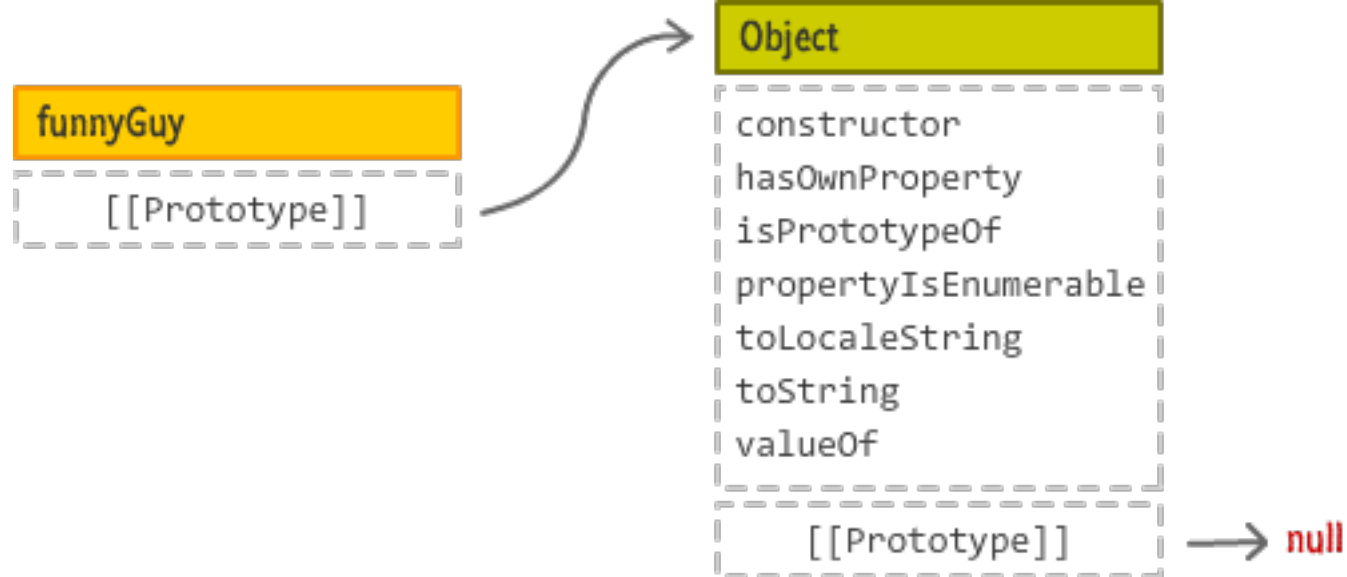 funnyGuy
[[Prototype]]
Object
constructor
hasOwnProperty
isPrototypeOf
propertyIsEnumerable
toLocaleString
toString
valueOf
[[Prototype]]
null